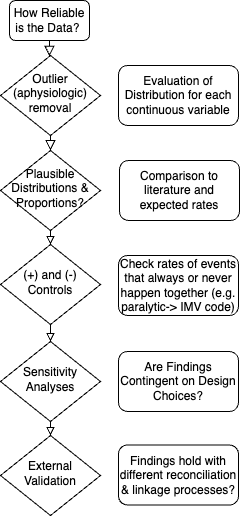 How Reliable
is the Data?
Outlier
(aphysiologic)
removal
Evaluation of
Distribution for each
continuous variable
Plausible
Distributions &
Proportions?
Comparison to
literature and
expected rates
(+) and (-)
Controls
Check rates of events
that always or never
happen together (e.g.
paralytic-> IMV code)
Sensitivity
Analyses
Are Findings
Contingent on Design
Choices?
External
Validation
Findings hold with
different reconciliation
& linkage processes?